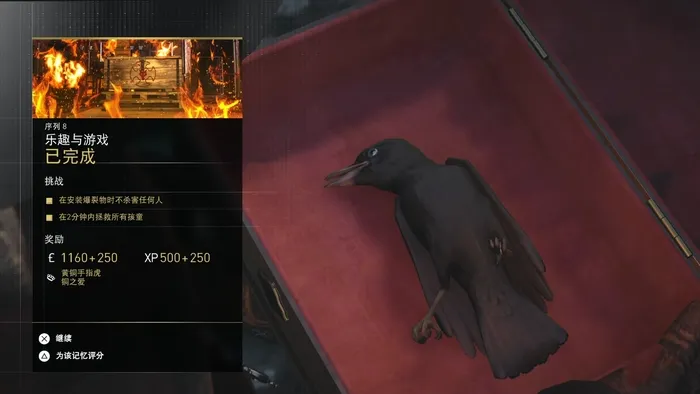 序列 8
乐趣与游戏
已完成
挑战
在安装爆裂物时不杀害任何人
在2分钟内拯救所有孩童
奖励
£ 1160+250 XP 500+250
黄铜手指虎
铜之爱
继续
为该记忆评分